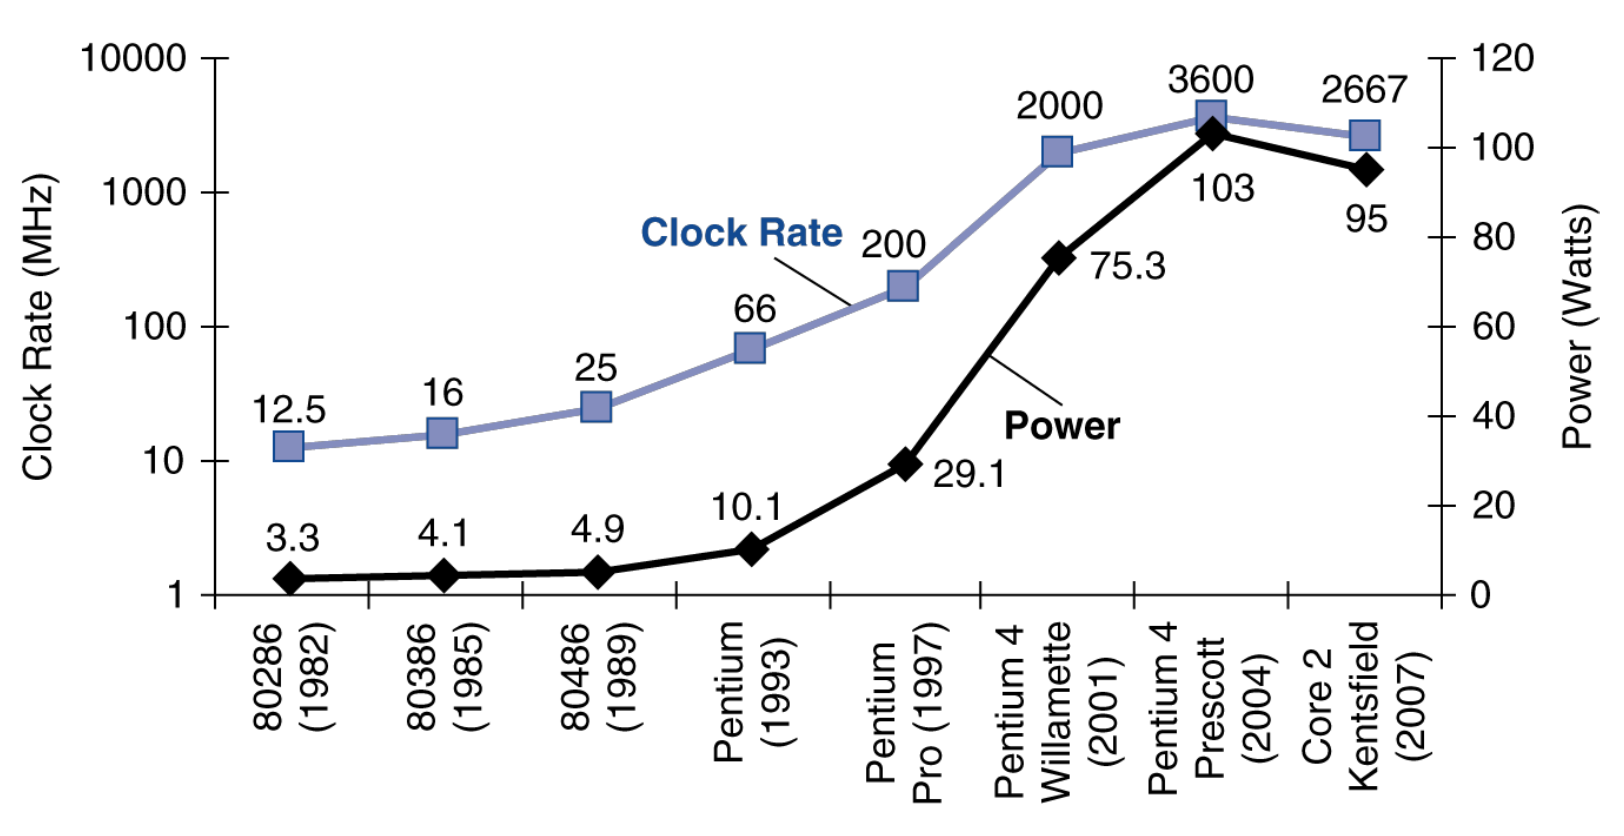 10000
1000
100
10
1
Clock Rate (MHz)
120
100
80
60
40
20
0
Power (Watts)
12.5
16
25
66
200
2000
3600
2667
Clock Rate
3.3
4.1
4.9
10.1
29.1
75.3
103
95
Power
80286
(1982)
80386
(1985)
80486
(1989)
Pentium
(1993)
Pentium
Pro (1997)
Pentium 4
Willamette
(2001)
Pentium 4
Prescott
(2004)
Core 2
Kentsfield
(2007)